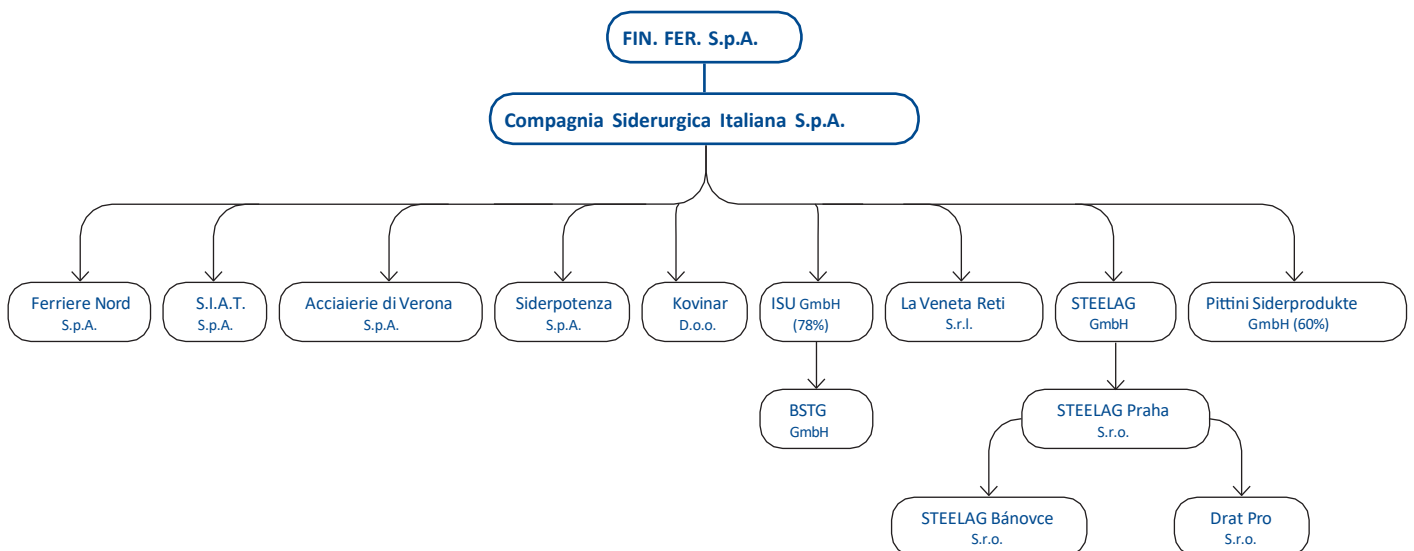 FIN. FER. S.p.A.
Compagnia Siderurgica Italiana S.p.A.
Ferriere Nord
S.p.A.
S.I.A.T.
S.p.A.
Acciaierie di Verona
S.p.A.
Siderpotenza
S.p.A.
Kovinar
D.o.o.
ISU GmbH
(78%)
La Veneta Reti
S.r.l.
STEELAG
GmbH
Pittini Siderprodukte
GmbH (60%)
BSTG
GmbH
STEELAG Praha
S.r.o.
STEELAG Bánovce
S.r.o.
Drat Pro
S.r.o.